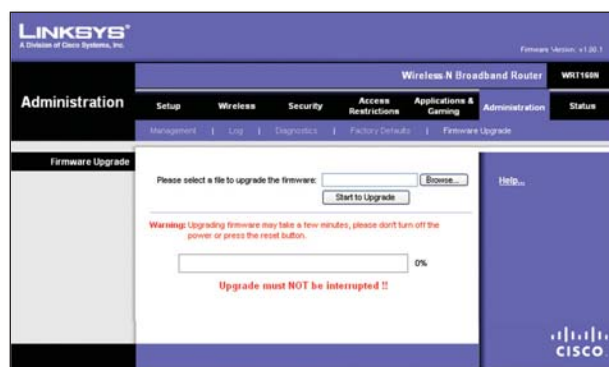 LINKSYS®
A Division of Cisco Systems, Inc.
Firmware Version: v1.00.1
Wireless-N Broadband Router WRT160N
Administration
Setup Wireless Security Access Restrictions Applications & Gaming Administration Status
Management | Log | Diagnostics | Factory Defaults | Firmware Upgrade
Firmware Upgrade
Please select a file to upgrade the firmware: Browse...
Start to Upgrade
Help...
Warning: Upgrading firmware may take a few minutes, please don't turn off the
power or press the reset button.
0%
Upgrade must NOT be interrupted !!
CISCO.